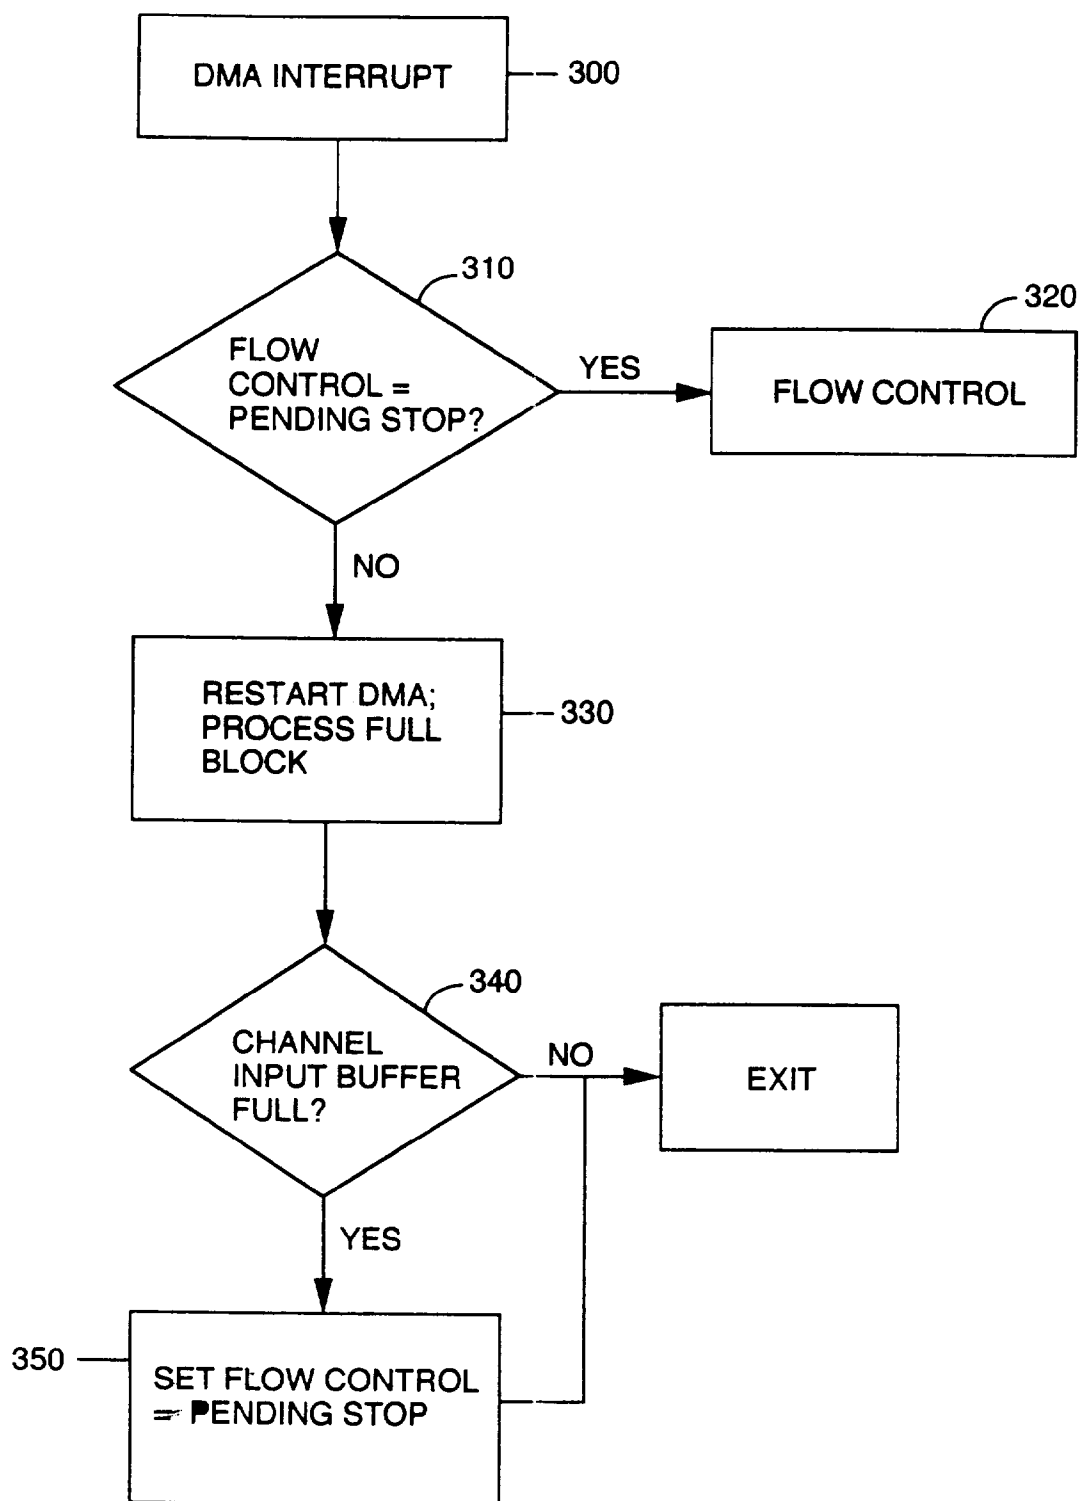 DMA INTERRUPT
300
310
FLOW
CONTROL =
PENDING STOP?
YES
320
FLOW CONTROL
NO
RESTART DMA;
PROCESS FULL
BLOCK
330
340
CHANNEL
INPUT BUFFER
FULL?
NO
EXIT
YES
350
SET FLOW CONTROL
= PENDING STOP